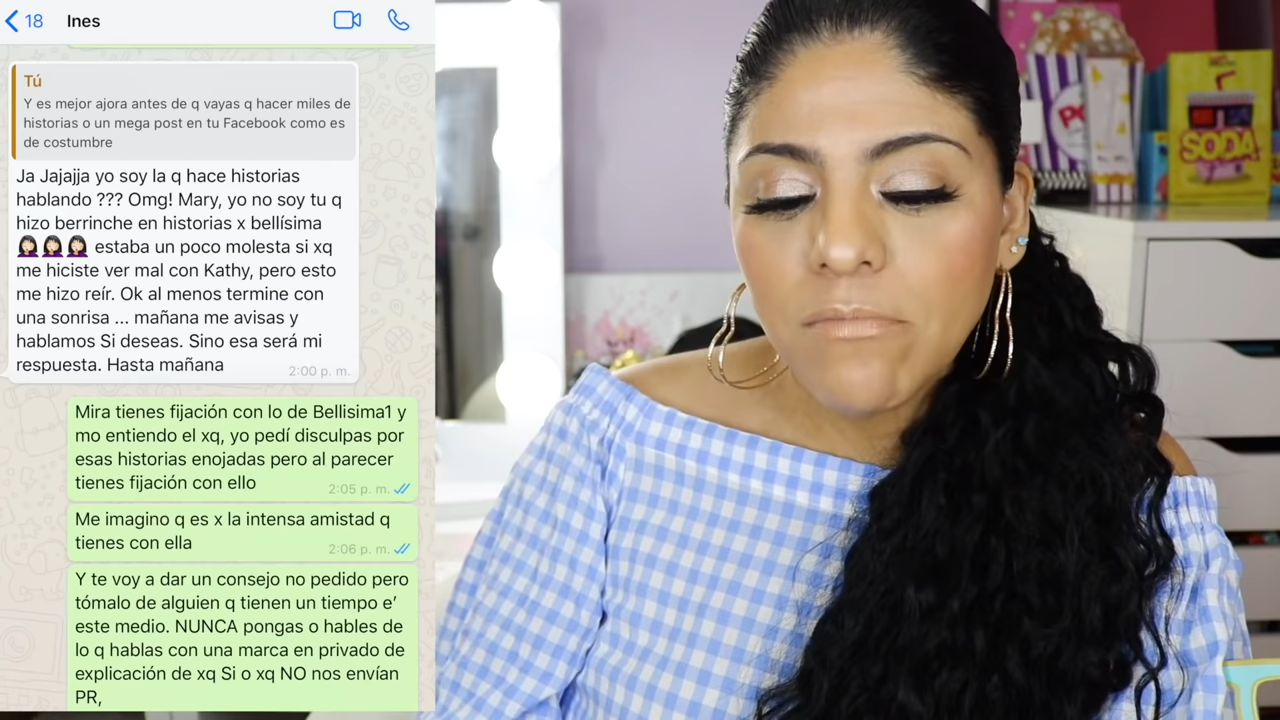 18 Ines
Tú
Y es mejor ajora antes de q vayas q hacer miles de
historias o un mega post en tu Facebook como es
de costumbre
Ja Jajajja yo soy la q hace historias
hablando ??? Omg! Mary, yo no soy tu q
hizo berrinche en historias x bellísima
🤦🏻‍♀️🤦🏻‍♀️🤦🏻‍♀️ estaba un poco molesta si xq
me hiciste ver mal con Kathy, pero esto
me hizo reír. Ok al menos termine con
una sonrisa ... mañana me avisas y
hablamos Si deseas. Sino esa será mi
respuesta. Hasta mañana
2:00 p. m.
Mira tienes fijación con lo de Bellisima1 y
mo entiendo el xq, yo pedí disculpas por
esas historias enojadas pero al parecer
tienes fijación con ello
2:05 p. m.
Me imagino q es x la intensa amistad q
tienes con ella
2:06 p. m.
Y te voy a dar un consejo no pedido pero
tómalo de alguien q tienen un tiempo e’
este medio. NUNCA pongas o hables de
lo q hablas con una marca en privado de
explicación de xq Si o xq NO nos envían
PR,
SODA